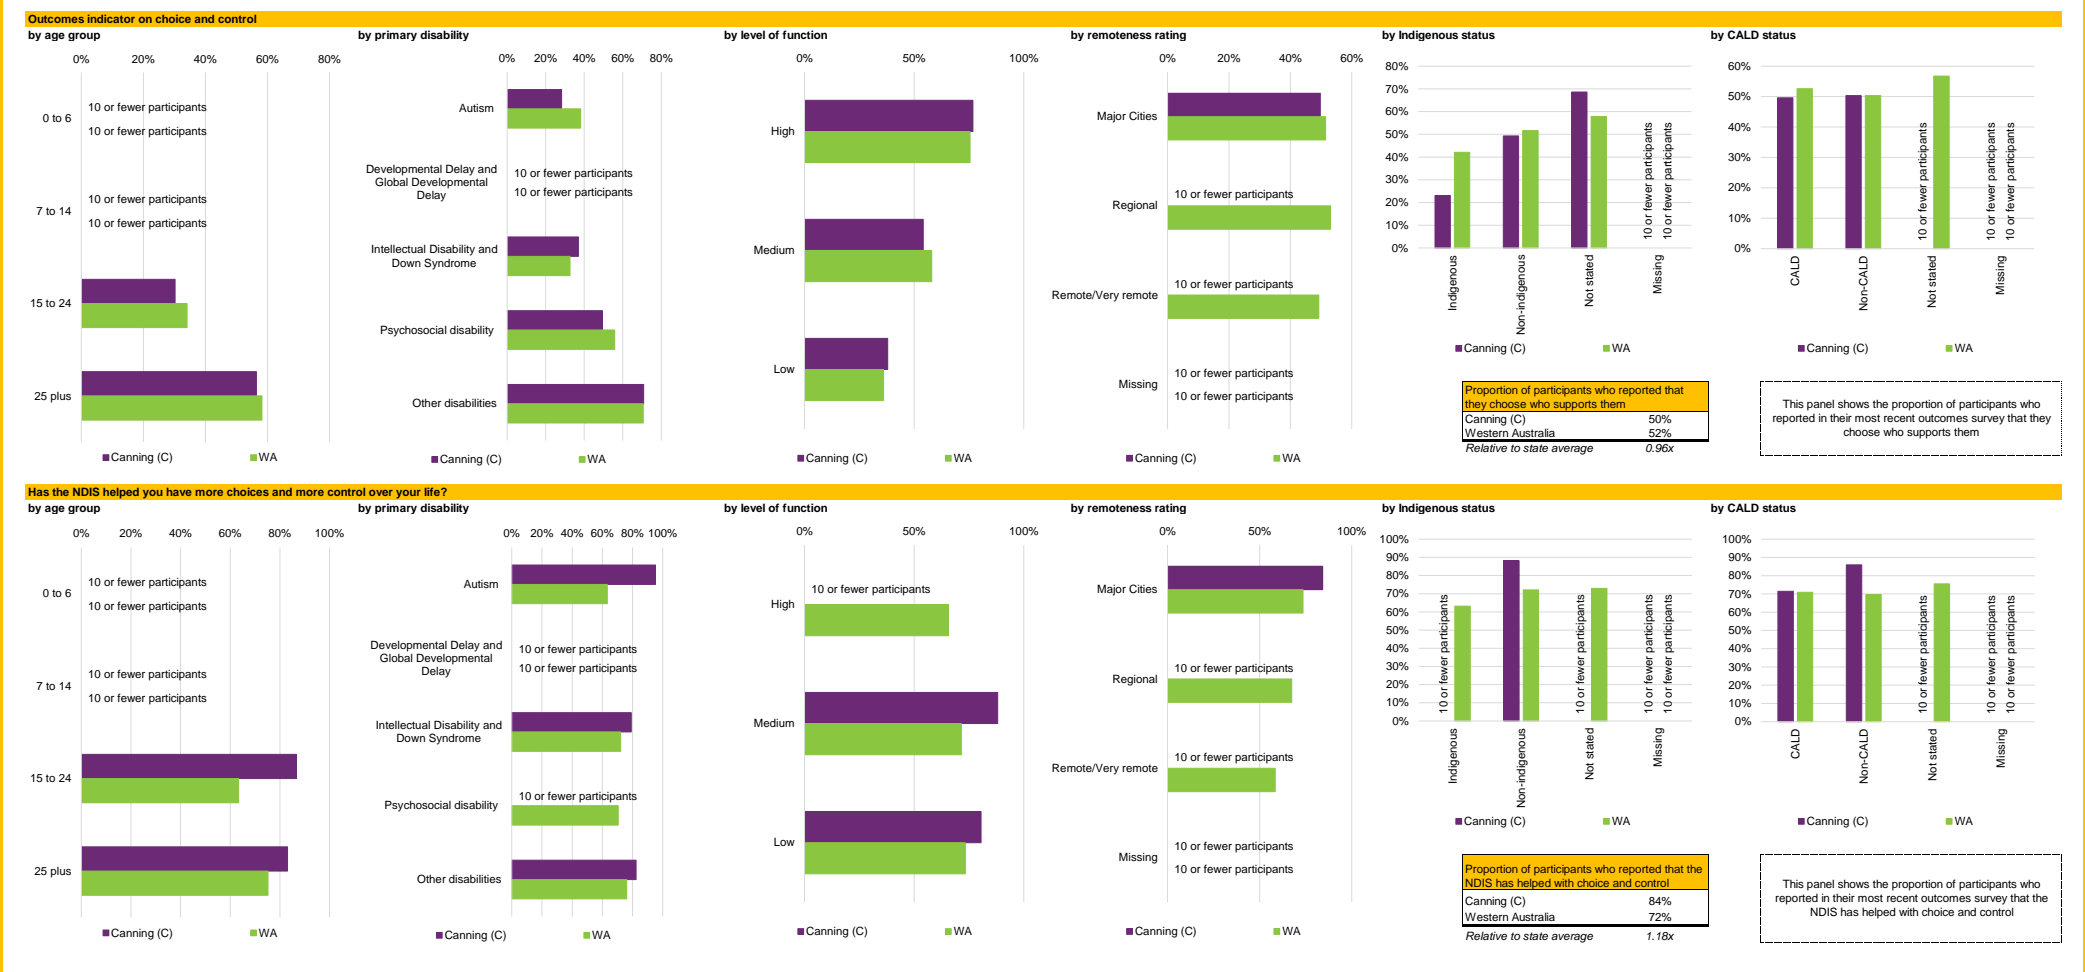 Outcomes indicator on choice and control
by age group
0% 20% 40% 60% 80%
0 to 6
10 or fewer participants
10 or fewer participants
7 to 14
10 or fewer participants
10 or fewer participants
15 to 24
25 plus
Canning (C) WA
by primary disability
0% 20% 40% 60% 80%
Autism
Developmental Delay and
Global Developmental
Delay
10 or fewer participants
10 or fewer participants
Intellectual Disability and
Down Syndrome
Psychosocial disability
Other disabilities
Canning (C) WA
by level of function
0% 50% 100%
High
Medium
Low
Canning (C) WA
by remoteness rating
0% 20% 40% 60%
Major Cities
Regional
10 or fewer participants
Remote/Very remote
10 or fewer participants
Missing
10 or fewer participants
10 or fewer participants
Canning (C) WA
by Indigenous status
80%
70%
60%
50%
40%
30%
20%
10%
0%
10 or fewer participants
10 or fewer participants
Indigenous
Non-indigenous
Not stated
Missing
Canning (C) WA
by CALD status
60%
50%
40%
30%
20%
10%
0%
10 or fewer participants
10 or fewer participants
10 or fewer participants
CALD
Non-CALD
Not stated
Missing
Canning (C) WA
Proportion of participants who reported that
they choose who supports them
Canning (C) 50%
Western Australia 52%
Relative to state average 0.96x
This panel shows the proportion of participants who
reported in their most recent outcomes survey that they
choose who supports them
Has the NDIS helped you have more choices and more control over your life?
by age group
0% 20% 40% 60% 80% 100%
0 to 6
10 or fewer participants
10 or fewer participants
7 to 14
10 or fewer participants
10 or fewer participants
15 to 24
25 plus
Canning (C) WA
by primary disability
0% 20% 40% 60% 80% 100%
Autism
Developmental Delay and
Global Developmental
Delay
10 or fewer participants
10 or fewer participants
Intellectual Disability and
Down Syndrome
Psychosocial disability
10 or fewer participants
Other disabilities
Canning (C) WA
by level of function
0% 50% 100%
High
10 or fewer participants
Medium
Low
Canning (C) WA
by remoteness rating
0% 50% 100%
Major Cities
Regional
10 or fewer participants
Remote/Very remote
10 or fewer participants
Missing
10 or fewer participants
10 or fewer participants
Canning (C) WA
by Indigenous status
100%
90%
80%
70%
60%
50%
40%
30%
20%
10%
0%
10 or fewer participants
10 or fewer participants
10 or fewer participants
10 or fewer participants
Indigenous
Non-indigenous
Not stated
Missing
Canning (C) WA
by CALD status
100%
90%
80%
70%
60%
50%
40%
30%
20%
10%
0%
10 or fewer participants
10 or fewer participants
10 or fewer participants
CALD
Non-CALD
Not stated
Missing
Canning (C) WA
Proportion of participants who reported that the
NDIS has helped with choice and control
Canning (C) 84%
Western Australia 72%
Relative to state average 1.18x
This panel shows the proportion of participants who
reported in their most recent outcomes survey that the
NDIS has helped with choice and control